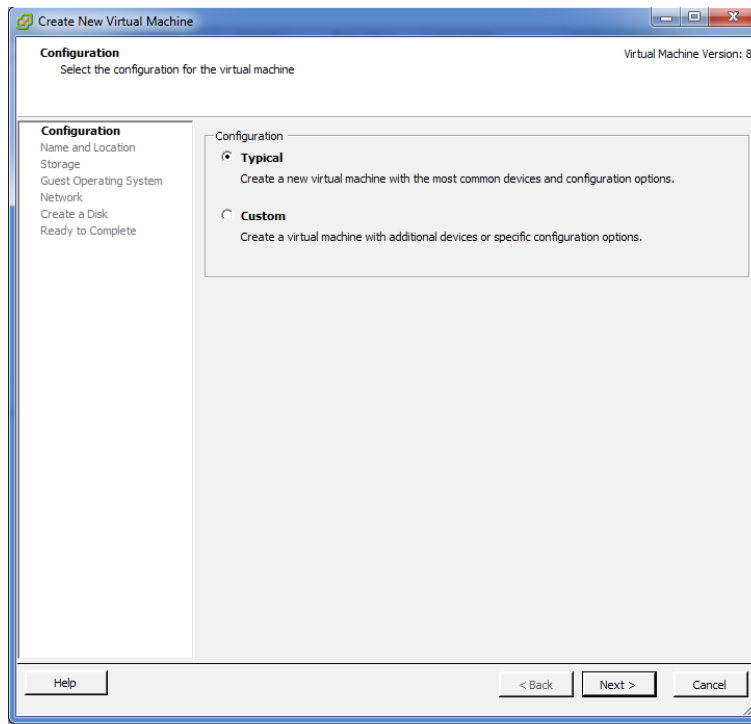 Create New Virtual Machine
Configuration
Select the configuration for the virtual machine
Virtual Machine Version: 8
Configuration
Name and Location
Storage
Guest Operating System
Network
Create a Disk
Ready to Complete
Configuration
Typical
Create a new virtual machine with the most common devices and configuration options.
Custom
Create a virtual machine with additional devices or specific configuration options.
Help
< Back
Next >
Cancel